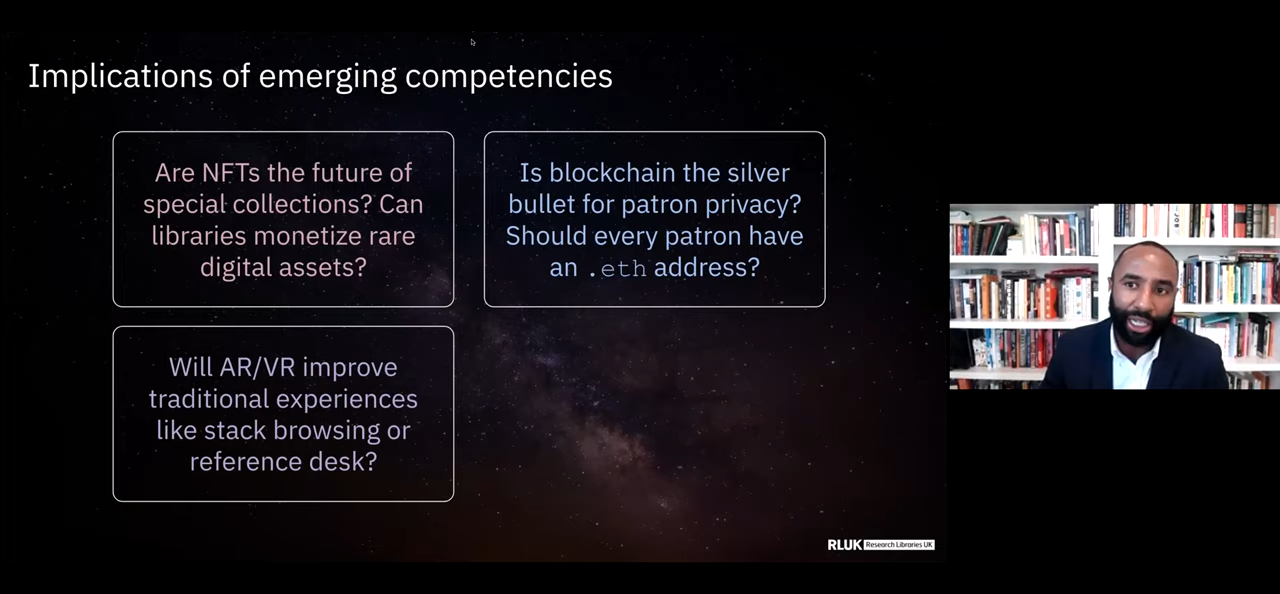 Implications of emerging competencies
Are NFTs the future of
special collections? Can
libraries monetize rare
digital assets?
Is blockchain the silver
bullet for patron privacy?
Should every patron have
an .eth address?
Will AR/VR improve
traditional experiences
like stack browsing or
reference desk?
RLUK Research Libraries UK